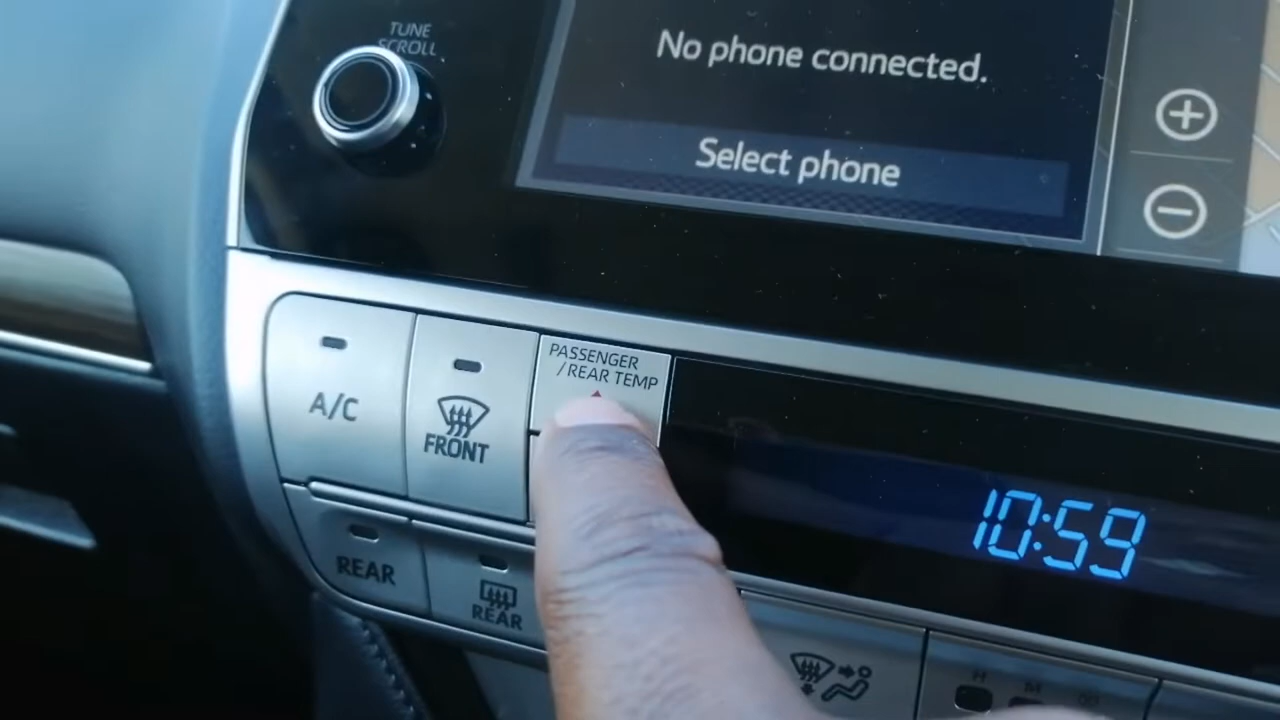 TUNE
SCROLL
No phone connected.
Select phone
A/C
FRONT
PASSENGER
/REAR TEMP
10:59
REAR
REAR